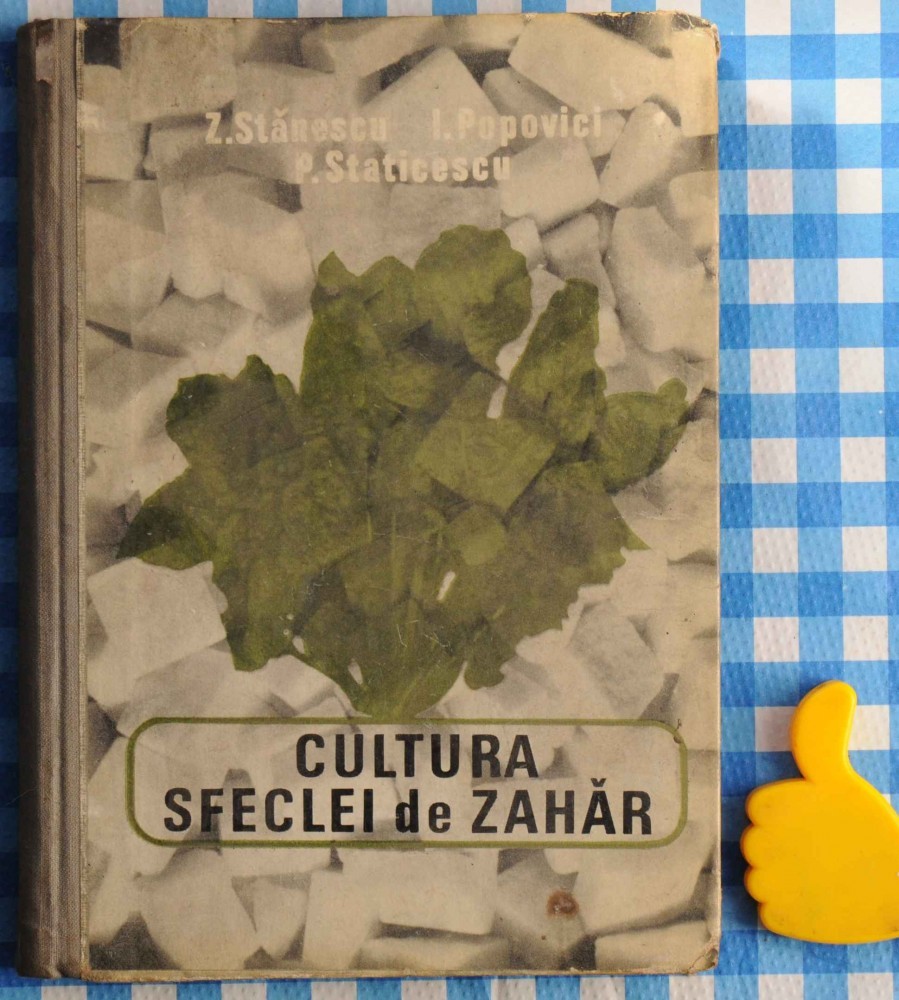 Z.Stănescu I.Popovici
P.Staticescu
CULTURA
SFECLEI de ZAHĂR